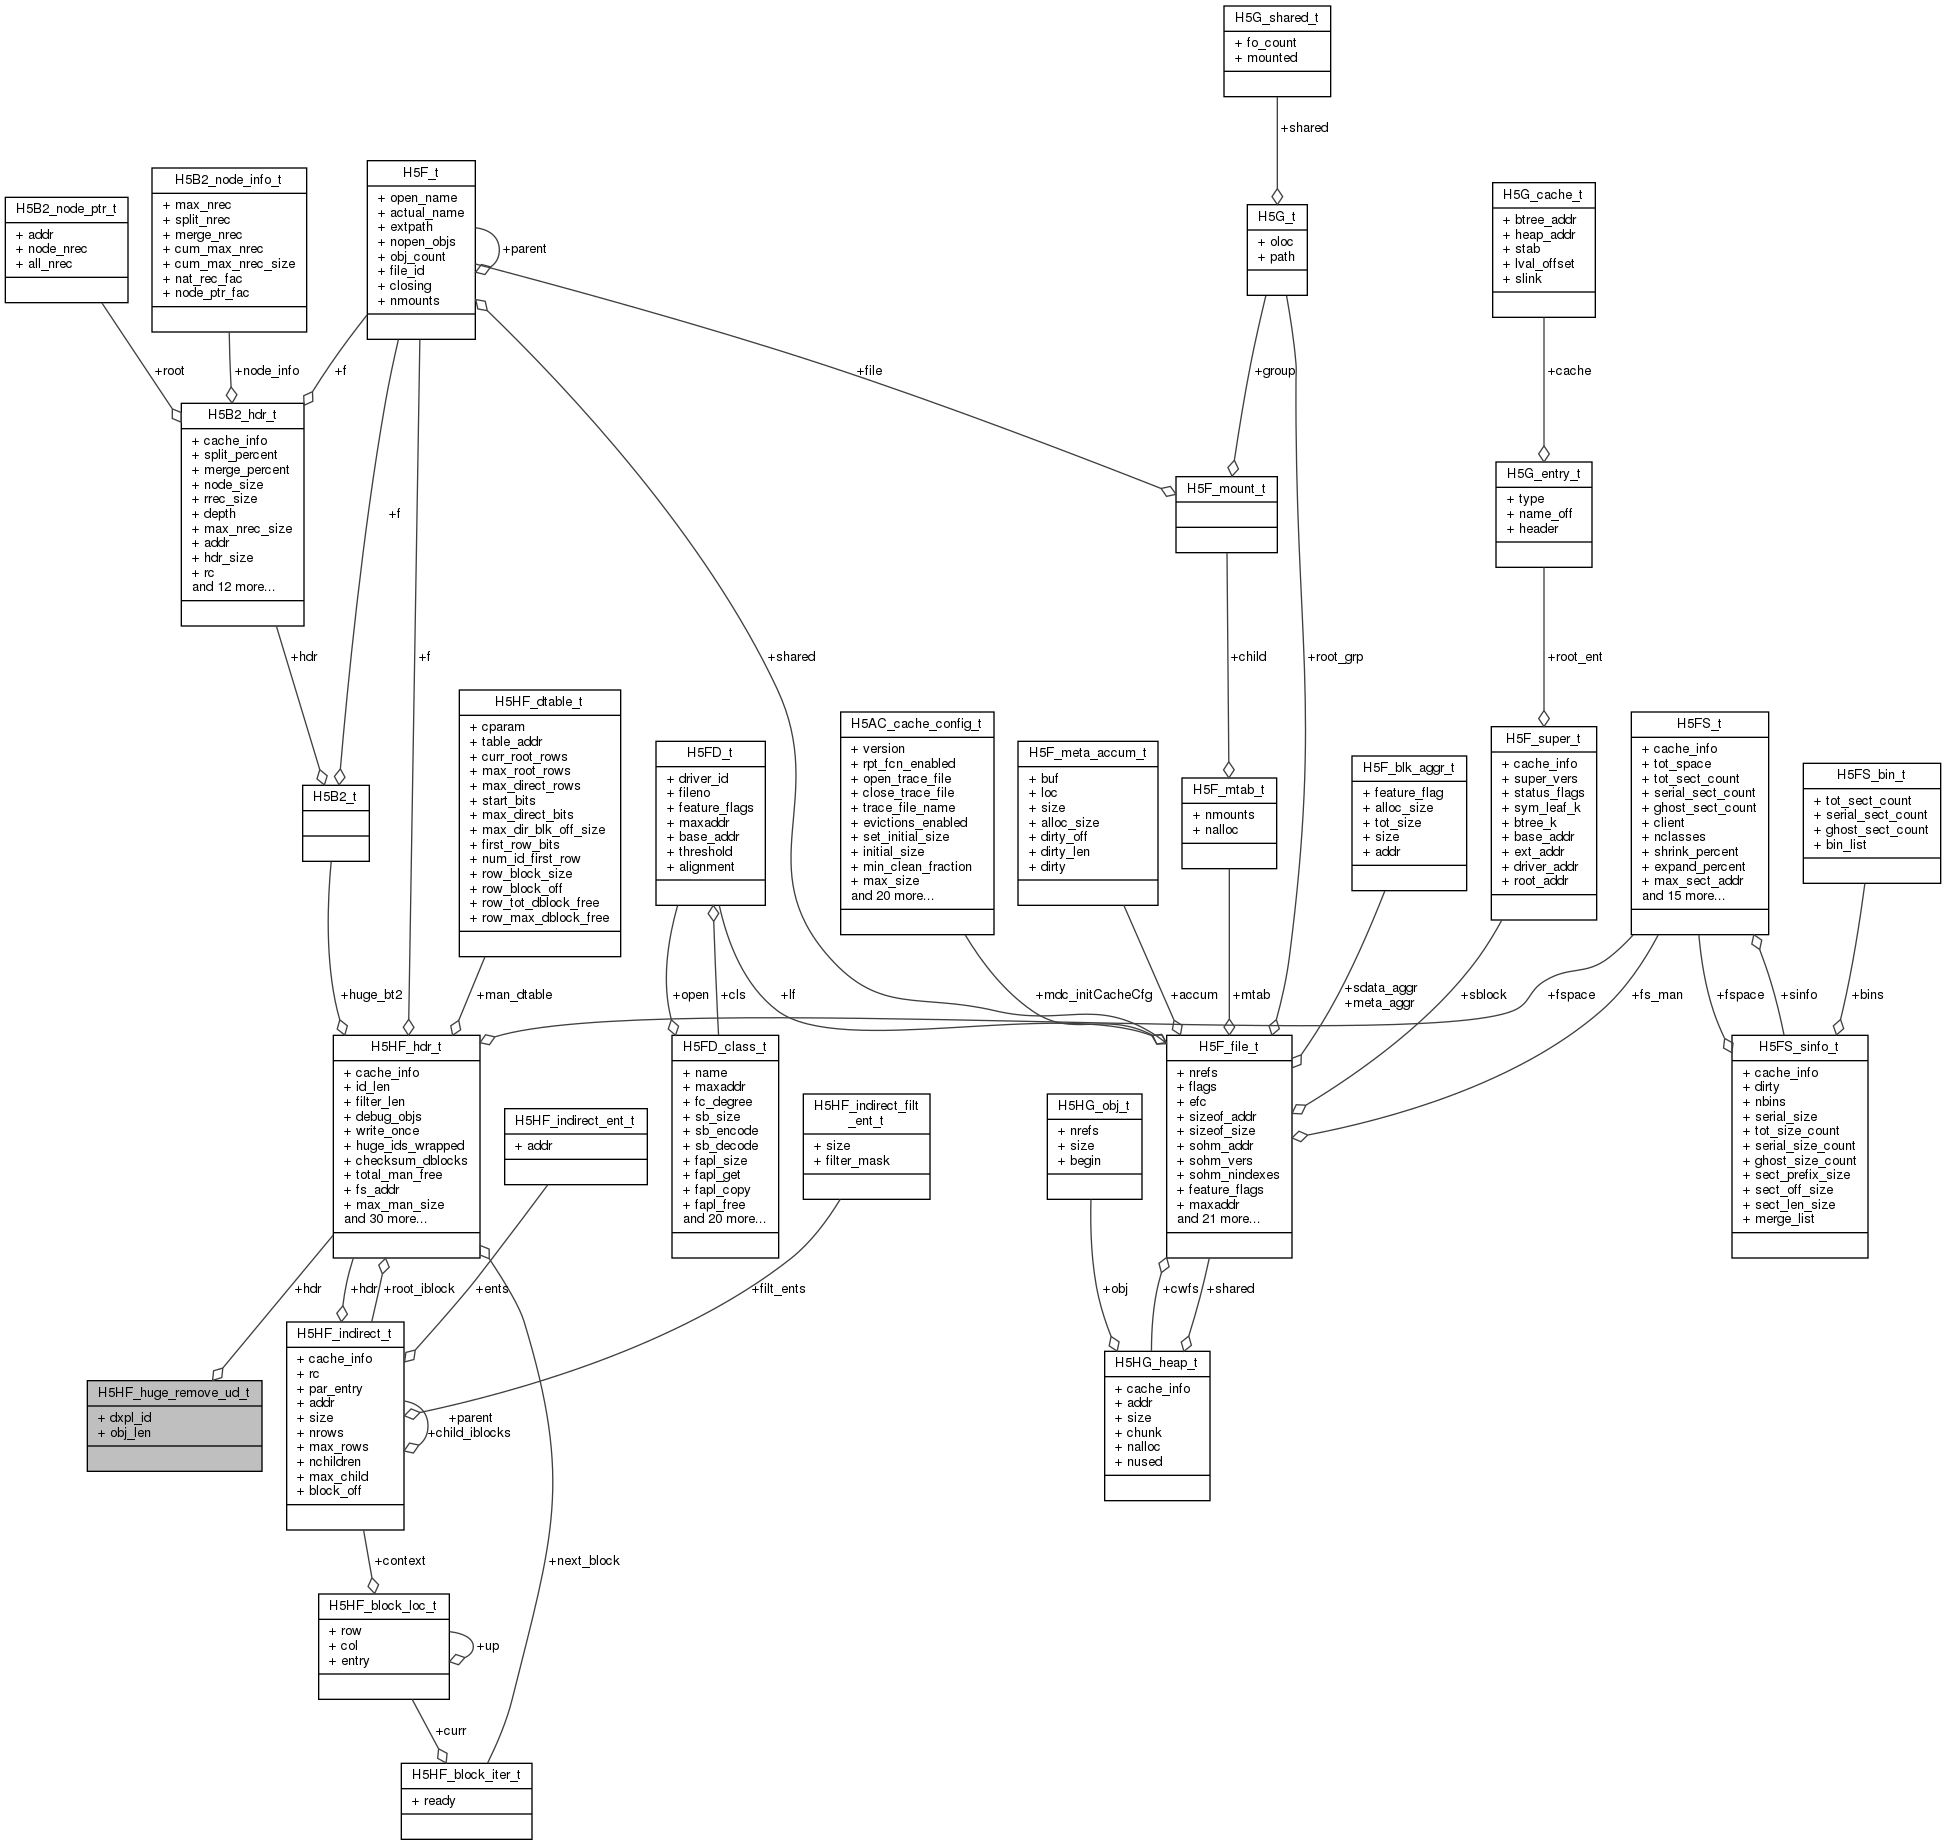 H5G_shared_t
+ fo_count
+ mounted
+shared
H5F_t
+ open_name
+ actual_name
+ extpath
+ nopen_objs
+ obj_count
+ file_id
+ closing
+ nmounts
+parent
H5B2_node_info_t
+ max_nrec
+ split_nrec
+ merge_nrec
+ cum_max_nrec
+ cum_max_nrec_size
+ nat_rec_fac
+ node_ptr_fac
H5B2_node_ptr_t
+ addr
+ node_nrec
+ all_nrec
H5G_t
+ oloc
+ path
H5G_cache_t
+ btree_addr
+ heap_addr
+ stab
+ lval_offset
+ slink
+root
+node_info
+f
+file
+group
+cache
H5B2_hdr_t
+ cache_info
+ split_percent
+ merge_percent
+ node_size
+ rrec_size
+ depth
+ max_nrec_size
+ addr
+ hdr_size
+ rc
and 12 more...
+f
H5F_mount_t
H5G_entry_t
+ type
+ name_off
+ header
+hdr
+f
+shared
+child
+root_grp
+root_ent
H5B2_t
H5HF_dtable_t
+ cparam
+ table_addr
+ curr_root_rows
+ max_root_rows
+ max_direct_rows
+ start_bits
+ max_direct_bits
+ max_dir_blk_off_size
+ first_row_bits
+ num_id_first_row
+ row_block_size
+ row_block_off
+ row_tot_dblock_free
+ row_max_dblock_free
H5FD_t
+ driver_id
+ fileno
+ feature_flags
+ maxaddr
+ base_addr
+ threshold
+ alignment
H5AC_cache_config_t
+ version
+ rpt_fcn_enabled
+ open_trace_file
+ close_trace_file
+ trace_file_name
+ evictions_enabled
+ set_initial_size
+ initial_size
+ min_clean_fraction
+ max_size
and 20 more...
H5F_meta_accum_t
+ buf
+ loc
+ size
+ alloc_size
+ dirty_off
+ dirty_len
+ dirty
H5F_mtab_t
+ nmounts
+ nalloc
H5F_blk_aggr_t
+ feature_flag
+ alloc_size
+ tot_size
+ size
+ addr
H5F_super_t
+ cache_info
+ super_vers
+ status_flags
+ sym_leaf_k
+ btree_k
+ base_addr
+ ext_addr
+ driver_addr
+ root_addr
H5FS_t
+ cache_info
+ tot_space
+ tot_sect_count
+ serial_sect_count
+ ghost_sect_count
+ client
+ nclasses
+ shrink_percent
+ expand_percent
+ max_sect_addr
and 15 more...
H5FS_bin_t
+ tot_sect_count
+ serial_sect_count
+ ghost_sect_count
+ bin_list
+huge_bt2
+man_dtable
+open
+cls
+lf
+mdc_initCacheCfg
+accum
+mtab
+sdata_aggr
+meta_aggr
+sblock
+fspace
+fs_man
+fspace
+sinfo
+bins
H5HF_hdr_t
+ cache_info
+ id_len
+ filter_len
+ debug_objs
+ write_once
+ huge_ids_wrapped
+ checksum_dblocks
+ total_man_free
+ fs_addr
+ max_man_size
and 30 more...
H5HF_indirect_ent_t
+ addr
H5FD_class_t
+ name
+ maxaddr
+ fc_degree
+ sb_size
+ sb_encode
+ sb_decode
+ fapl_size
+ fapl_get
+ fapl_copy
+ fapl_free
and 20 more...
H5HF_indirect_filt
_ent_t
+ size
+ filter_mask
H5HG_obj_t
+ nrefs
+ size
+ begin
H5F_file_t
+ nrefs
+ flags
+ efc
+ sizeof_addr
+ sizeof_size
+ sohm_addr
+ sohm_vers
+ sohm_nindexes
+ feature_flags
+ maxaddr
and 21 more...
H5FS_sinfo_t
+ cache_info
+ dirty
+ nbins
+ serial_size
+ tot_size_count
+ serial_size_count
+ ghost_size_count
+ sect_prefix_size
+ sect_off_size
+ sect_len_size
+ merge_list
+hdr
+hdr
+root_iblock
+ents
+filt_ents
+obj
+cwfs
+shared
H5HF_huge_remove_ud_t
+ dxpl_id
+ obj_len
H5HF_indirect_t
+ cache_info
+ rc
+ par_entry
+ addr
+ size
+ nrows
+ max_rows
+ nchildren
+ max_child
+ block_off
+parent
+child_iblocks
H5HG_heap_t
+ cache_info
+ addr
+ size
+ chunk
+ nalloc
+ nused
+context
+next_block
H5HF_block_loc_t
+ row
+ col
+ entry
+up
+curr
H5HF_block_iter_t
+ ready